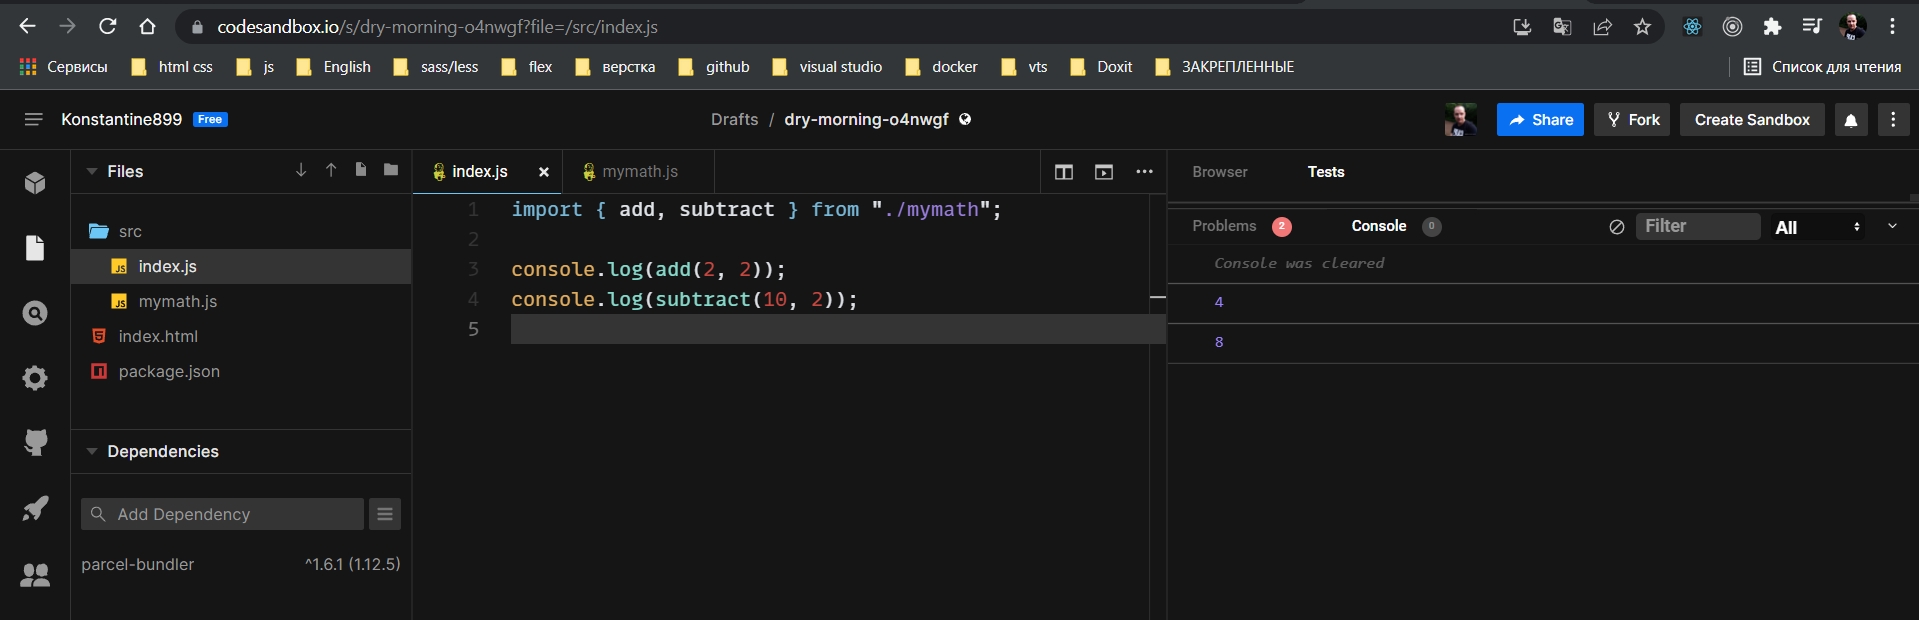 codesandbox.io/s/dry-morning-o4nwgf?file=/src/index.js
Сервисы html css js English sass/less flex верстка github visual studio docker vts Doxit ЗАКРЕПЛЕННЫЕ Список для чтения
Konstantine899 Free Drafts / dry-morning-o4nwgf Share Fork Create Sandbox
Files index.js mymath.js Browser Tests
1 import { add, subtract } from "./mymath";
Problems 2 Console 0 Filter All
src
2
index.js
3 console.log(add(2, 2));
Console was cleared
mymath.js
4 console.log(subtract(10, 2));
4
index.html
5
8
package.json
Dependencies
Add Dependency
parcel-bundler ^1.6.1 (1.12.5)